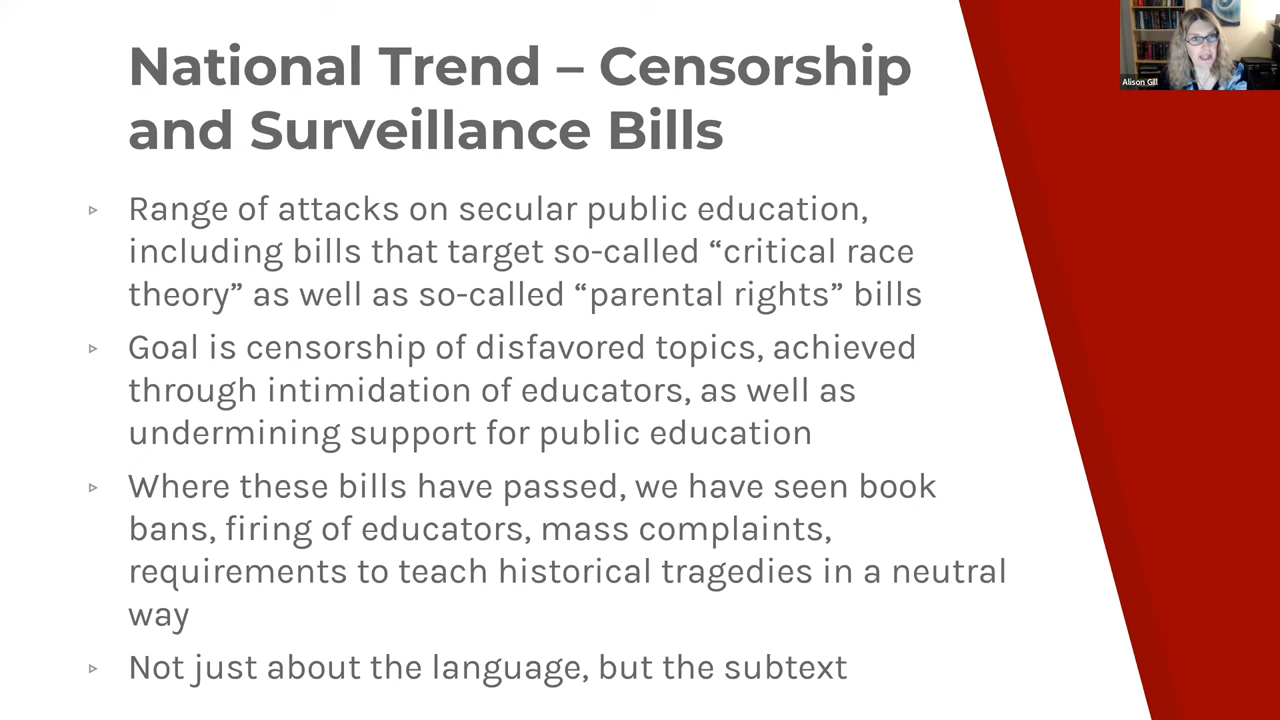 National Trend – Censorship
and Surveillance Bills
Range of attacks on secular public education,
including bills that target so-called “critical race
theory” as well as so-called “parental rights” bills
Goal is censorship of disfavored topics, achieved
through intimidation of educators, as well as
undermining support for public education
Where these bills have passed, we have seen book
bans, firing of educators, mass complaints,
requirements to teach historical tragedies in a neutral
way
Not just about the language, but the subtext
Alison Gill